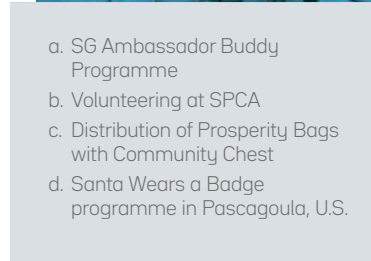 a. SG Ambassador Buddy
Programme
b. Volunteering at SPCA
c. Distribution of Prosperity Bags
with Community Chest
d. Santa Wears a Badge
programme in Pascagoula, U.S.